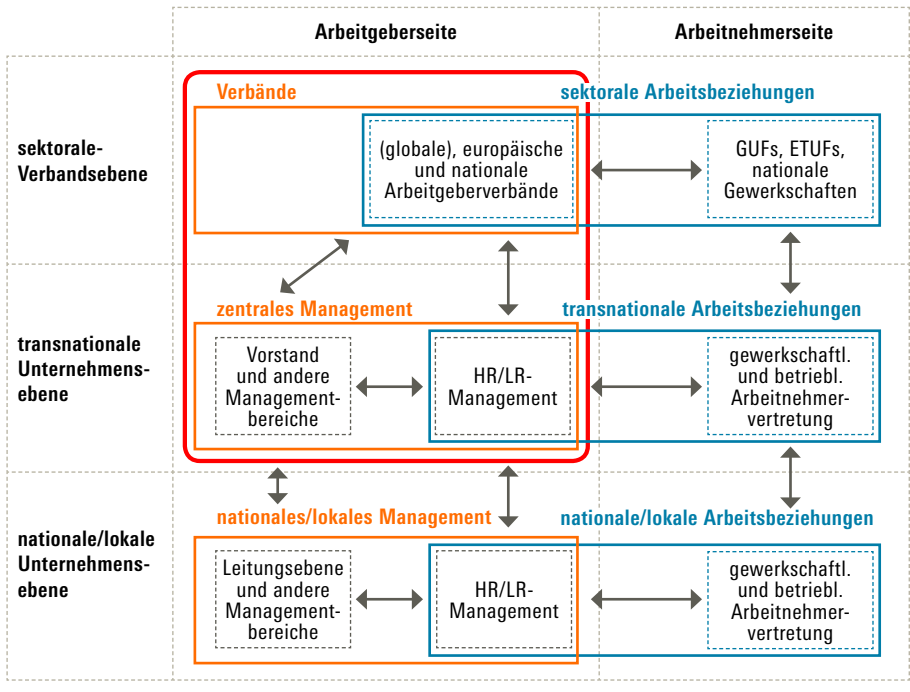 Arbeitgeberseite
Arbeitnehmerseite
sektorale-
Verbandsebene
Verbände
sektorale Arbeitsbeziehungen
(globale), europäische
und nationale
Arbeitgeberverbände
GUFs, ETUFs,
nationale
Gewerkschaften
transnationale
Unternehmens-
ebene
zentrales Management
transnationale Arbeitsbeziehungen
Vorstand
und andere
Management-
bereiche
HR/LR-
Management
gewerkschaftl.
und betriebl.
Arbeitnehmer-
vertretung
nationale/lokale
Unternehmens-
ebene
nationales/lokales Management
nationale/lokale Arbeitsbeziehungen
Leitungsebene
und andere
Management-
bereiche
HR/LR-
Management
gewerkschaftl.
und betriebl.
Arbeitnehmer-
vertretung